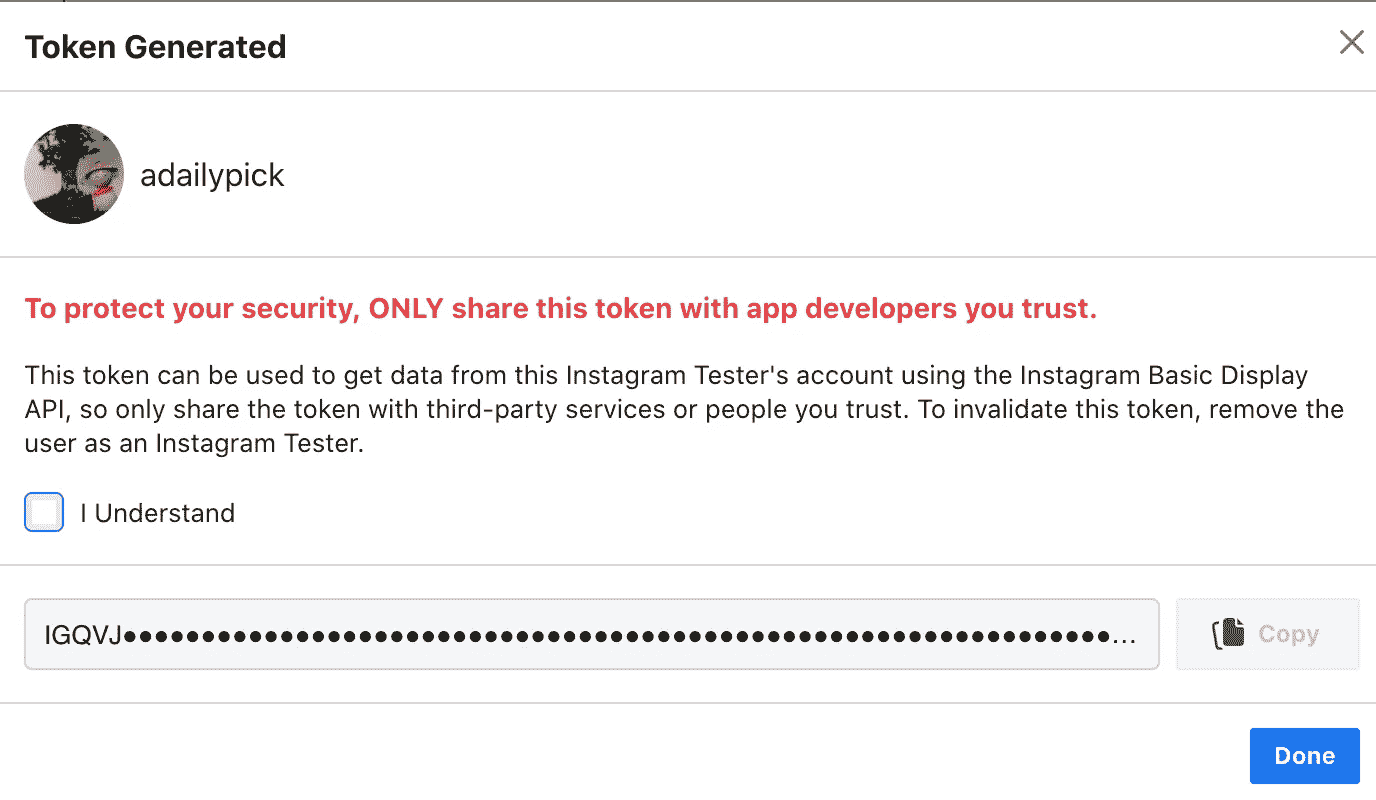 Token Generated
adailypick
To protect your security, ONLY share this token with app developers you trust.
This token can be used to get data from this Instagram Tester's account using the Instagram Basic Display
API, so only share the token with third-party services or people you trust. To invalidate this token, remove the
user as an Instagram Tester.
I Understand
IGQVJ●●●●●●●●●●●●●●●●●●●●●●●●●●●●●●●●●●●●●●●●●●●●●●●●●●●●●●●●●●●●●●●...
Copy
Done